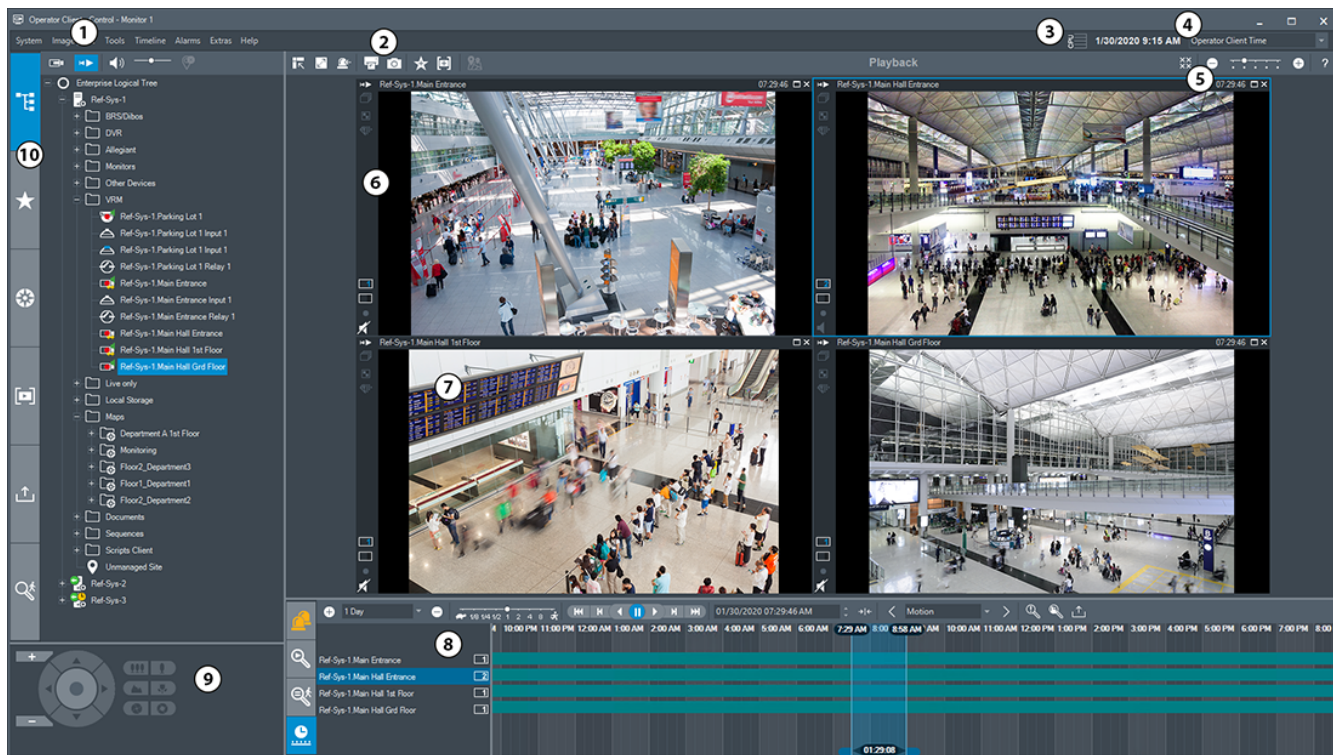 Operator Client - Control - Monitor 1
1
System Image Tools Timeline Alarms Extras Help
2
3
1/30/2020 9:15 AM
4
Operator Client Time
Playback
5
?
10
Enterprise Logical Tree
Ref-Sys-1
BRS/Dibos
DVR
Allegiant
Monitors
Other Devices
VRM
Ref-Sys-1.Parking Lot 1
Ref-Sys-1.Parking Lot 1 Input 1
Ref-Sys-1.Parking Lot 1 Input 1
Ref-Sys-1.Parking Lot 1 Relay 1
Ref-Sys-1.Main Entrance
Ref-Sys-1.Main Entrance Input 1
Ref-Sys-1.Main Entrance Relay 1
Ref-Sys-1.Main Hall Entrance
Ref-Sys-1.Main Hall 1st Floor
Ref-Sys-1.Main Hall Grd Floor
Live only
Local Storage
Maps
Department A 1st Floor
Monitoring
Floor2_Department3
Floor1_Department1
Floor2_Department2
Documents
Sequences
Scripts Client
Unmanaged Site
Ref-Sys-2
Ref-Sys-3
9
Ref-Sys-1.Main Entrance 07:29:46
6
Ref-Sys-1.Main Hall Entrance 07:29:46
Ref-Sys-1.Main Hall 1st Floor
7
Ref-Sys-1.Main Hall Grd Floor 07:29:46
1 Day
1/8 1/4 1/2 1 2 4 8
01/30/2020 07:29:46 AM
Motion
8
10:00 PM 11:00 PM 12:00 AM 1:00 AM 2:00 AM 3:00 AM 4:00 AM 5:00 AM 6:00 AM 7:29 AM 8:00 8:58 AM AM 10:00 AM 11:00 AM 12:00 PM 1:00 PM 2:00 PM 3:00 PM 4:00 PM 5:00 PM 6:00 PM 7:00 PM 8:00
Ref-Sys-1.Main Entrance 1
Ref-Sys-1.Main Hall Entrance 2
Ref-Sys-1.Main Hall 1st Floor 1
Ref-Sys-1.Main Hall Grd Floor 1
01:29:08